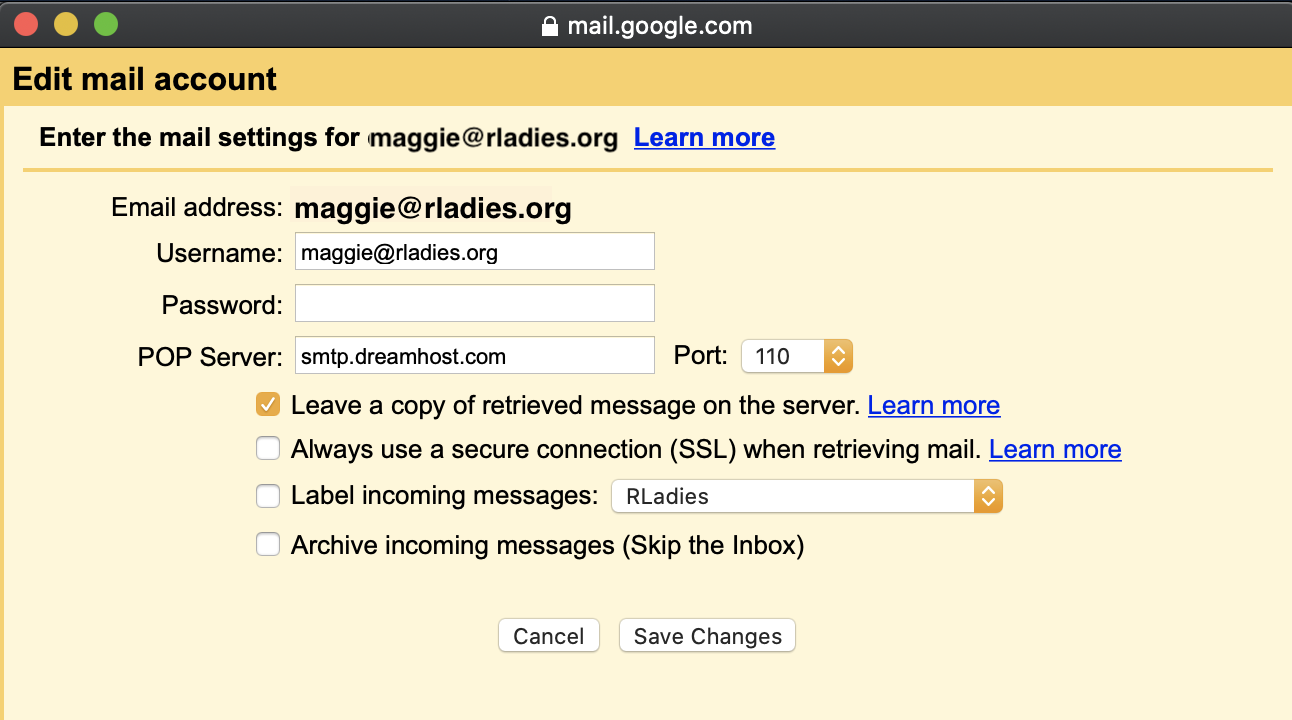 mail.google.com
Edit mail account
Enter the mail settings for maggie@rladies.org Learn more
Email address: maggie@rladies.org
Username: maggie@rladies.org
Password:
POP Server: smtp.dreamhost.com Port: 110
Leave a copy of retrieved message on the server. Learn more
Always use a secure connection (SSL) when retrieving mail. Learn more
Label incoming messages: RLadies
Archive incoming messages (Skip the Inbox)
Cancel Save Changes